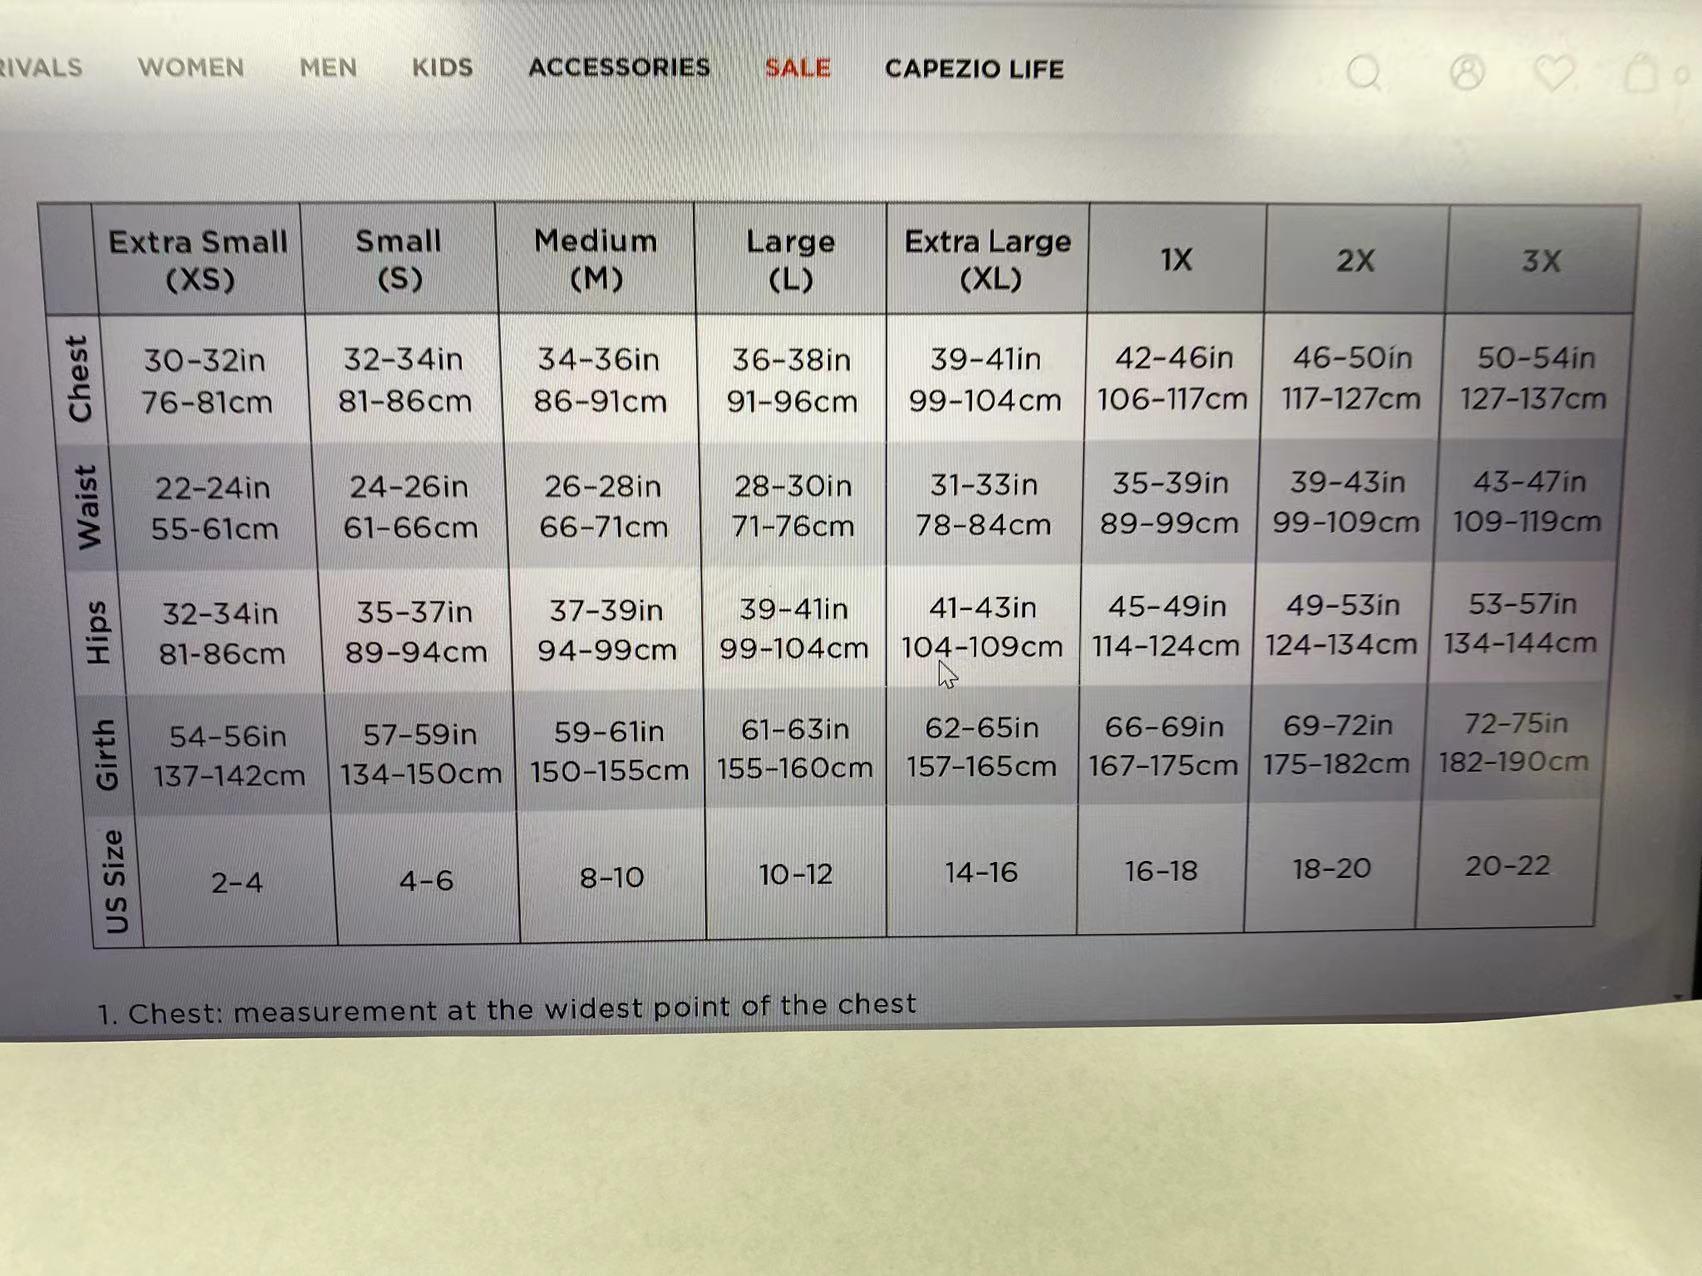 WOMEN MEN KIDS ACCESSORIES SALE CAPEZIO LIFE
Extra Small (XS) Small (S) Medium (M) Large (L) Extra Large (XL) 1X 2X 3X
Chest 30–32in 32–34in 34–36in 36–38in 39–41in 42–46in 46–50in 50–54in
76–81cm 81–86cm 86–91cm 91–96cm 99–104cm 106–117cm 117–127cm 127–137cm
Waist 22–24in 24–26in 26–28in 28–30in 31–33in 35–39in 39–43in 43–47in
55-61cm 61–66cm 66–71cm 71–76cm 78–84cm 89–99cm 99–109cm 109–119cm
Hips 32–34in 35–37in 37–39in 39–41in 41–43in 45–49in 49–53in 53–57in
81-86cm 89–94cm 94–99cm 99–104cm 104–109cm 114–124cm 124–134cm 134–144cm
Girth 54–56in 57–59in 59–61in 61–63in 62–65in 66–69in 69–72in 72–75in
137–142cm 134–150cm 150–155cm 155–160cm 157–165cm 167–175cm 175–182cm 182–190cm
US Size 2–4 4–6 8–10 10–12 14–16 16–18 18–20 20–22
1. Chest: measurement at the widest point of the chest